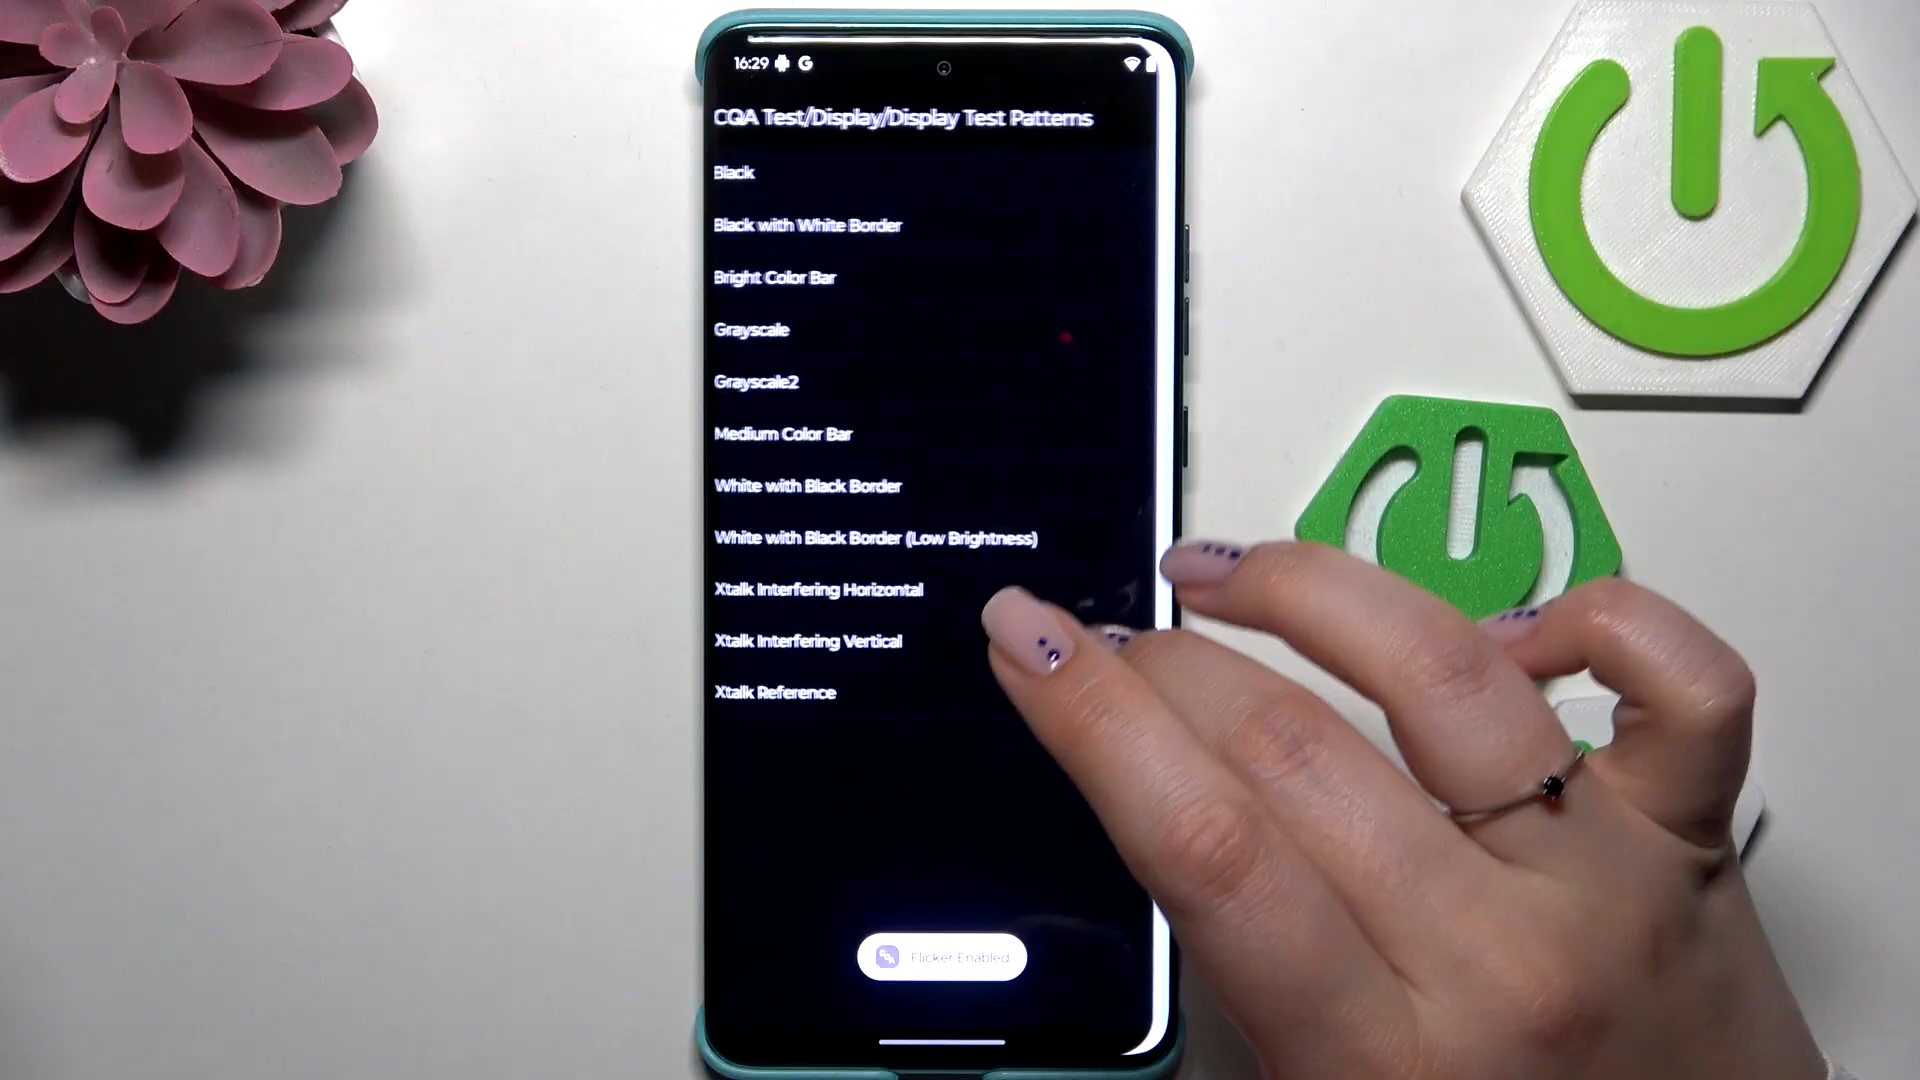 16:29
CQA Test/Display/Display Test Patterns
Black
Black with White Border
Bright Color Bar
Grayscale
Grayscale2
Medium Color Bar
White with Black Border
White with Black Border (Low Brightness)
Xtalk Interfering Horizontal
Xtalk Interfering Vertical
Xtalk Reference
Flicker Enabled